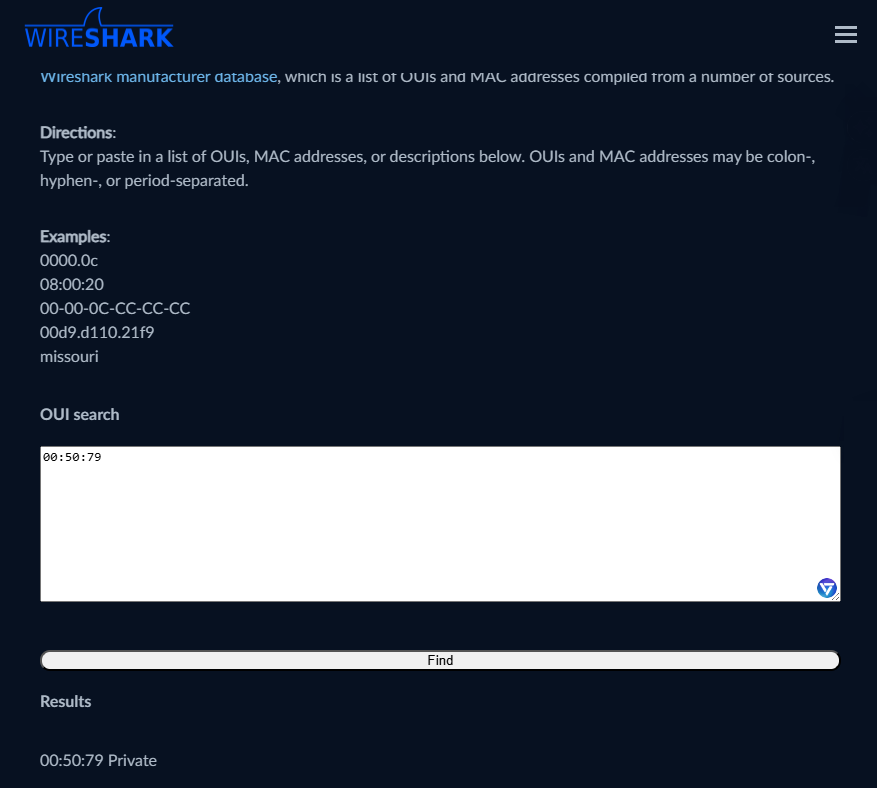 WIRESHARK
Wireshark manufacturer database, which is a list of OUIs and MAC addresses compiled from a number of sources.
Directions:
Type or paste in a list of OUIs, MAC addresses, or descriptions below. OUIs and MAC addresses may be colon-,
hyphen-, or period-separated.
Examples:
0000.0c
08:00:20
00-00-0C-CC-CC-CC
00d9.d110.21f9
missouri
OUI search
00:50:79
Find
Results
00:50:79 Private